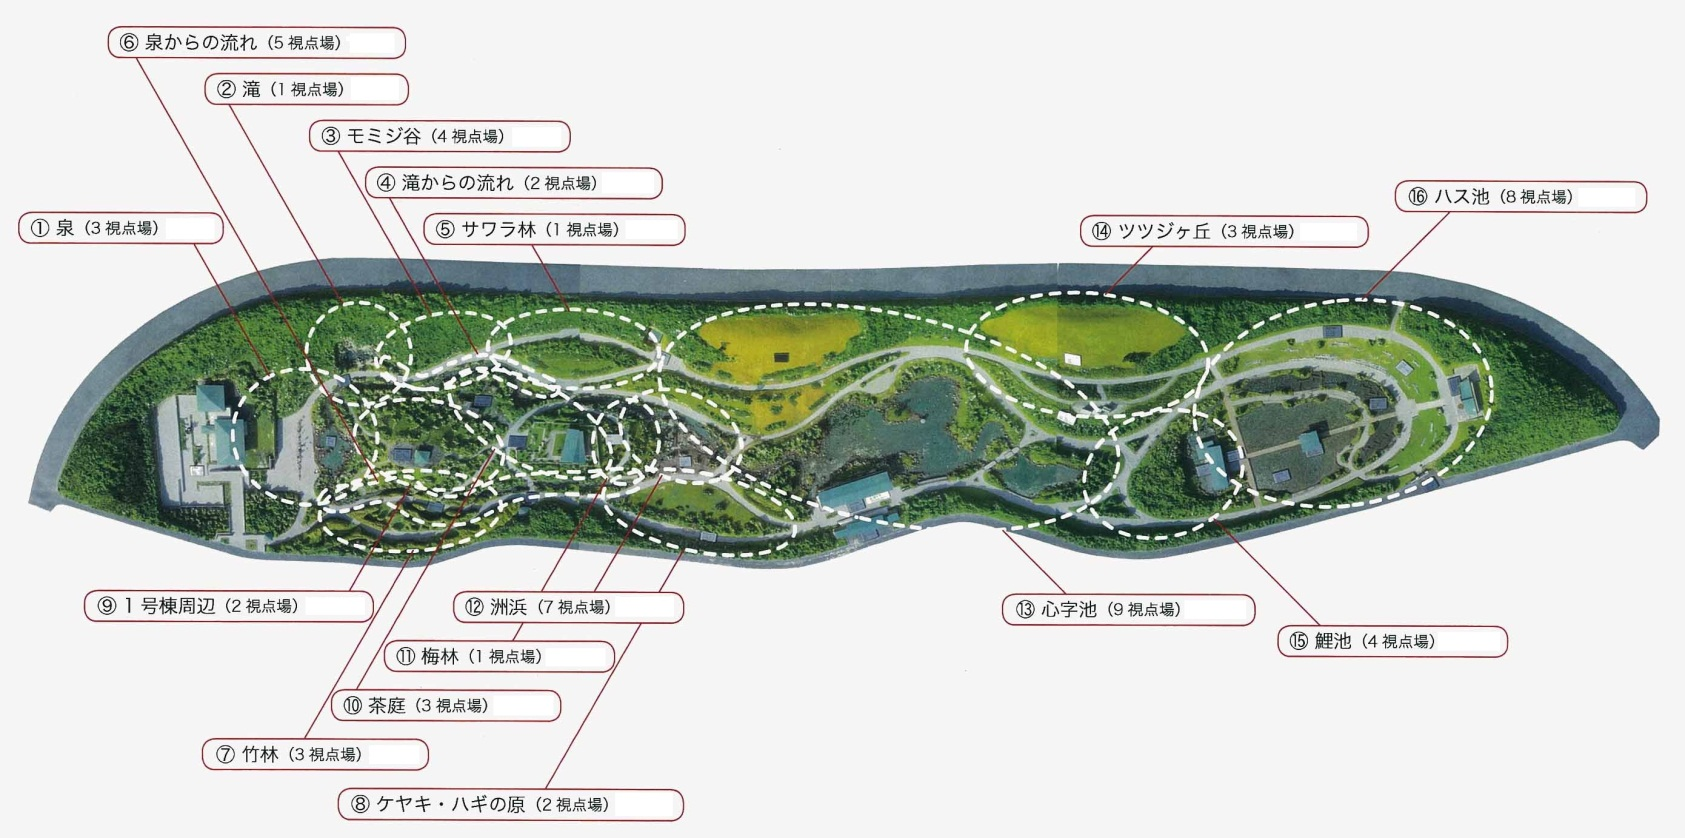 ⑥ 泉からの流れ（5 視点場）
② 滝（1 視点場）
③ モミジ谷（4 視点場）
④ 滝からの流れ（2 視点場）
① 泉（3 視点場）
⑤ サワラ林（1 視点場）
⑭ ツツジヶ丘（3 視点場）
⑯ ハス池（8 視点場）
⑨ 1 号棟周辺（2 視点場）
⑫ 洲浜（7 視点場）
⑬ 心字池（9 視点場）
⑪ 梅林（1 視点場）
⑮ 鯉池（4 視点場）
⑩ 茶庭（3 視点場）
⑦ 竹林（3 視点場）
⑧ ケヤキ・ハギの原（2 視点場）